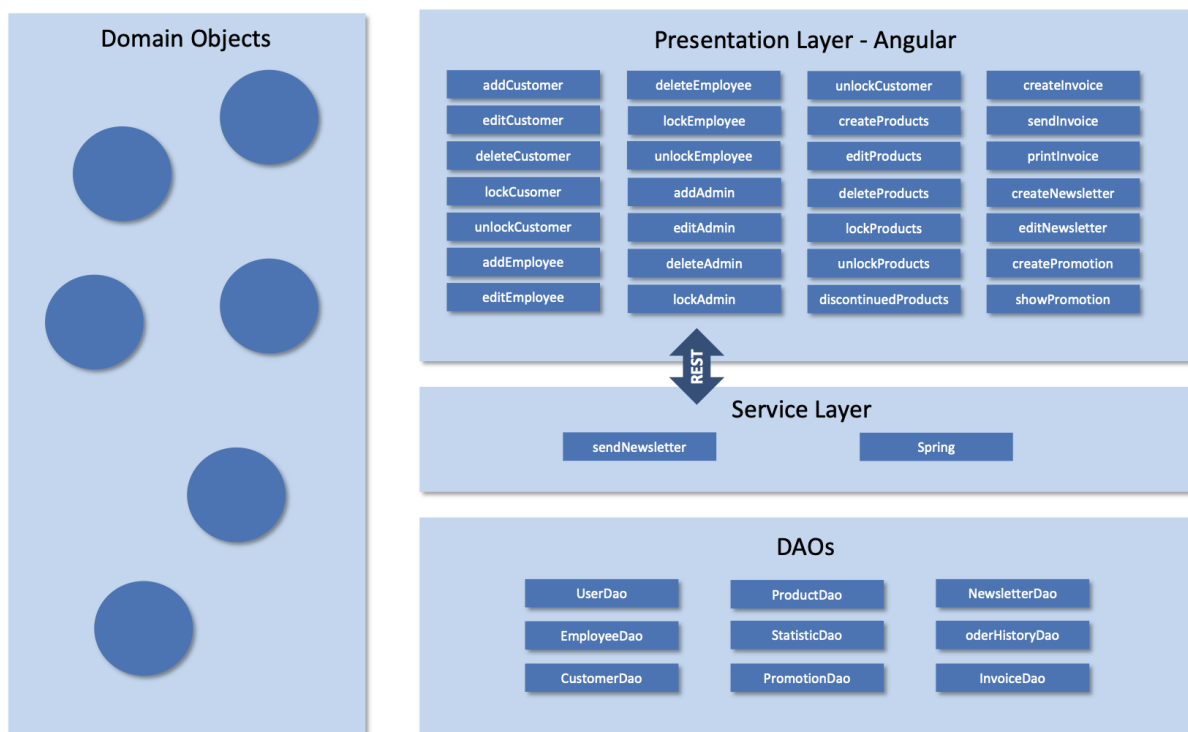 Domain Objects
Presentation Layer - Angular
addCustomer
editCustomer
deleteCustomer
lockCusomer
unlockCustomer
addEmployee
editEmployee
deleteEmployee
lockEmployee
unlockEmployee
addAdmin
editAdmin
deleteAdmin
lockAdmin
unlockCustomer
createProducts
editProducts
deleteProducts
lockProducts
unlockProducts
discontinuedProducts
createInvoice
sendInvoice
printInvoice
createNewsletter
editNewsletter
createPromotion
showPromotion
REST
Service Layer
sendNewsletter
Spring
DAOs
UserDao
EmployeeDao
CustomerDao
ProductDao
StatisticDao
PromotionDao
NewsletterDao
oderHistoryDao
InvoiceDao